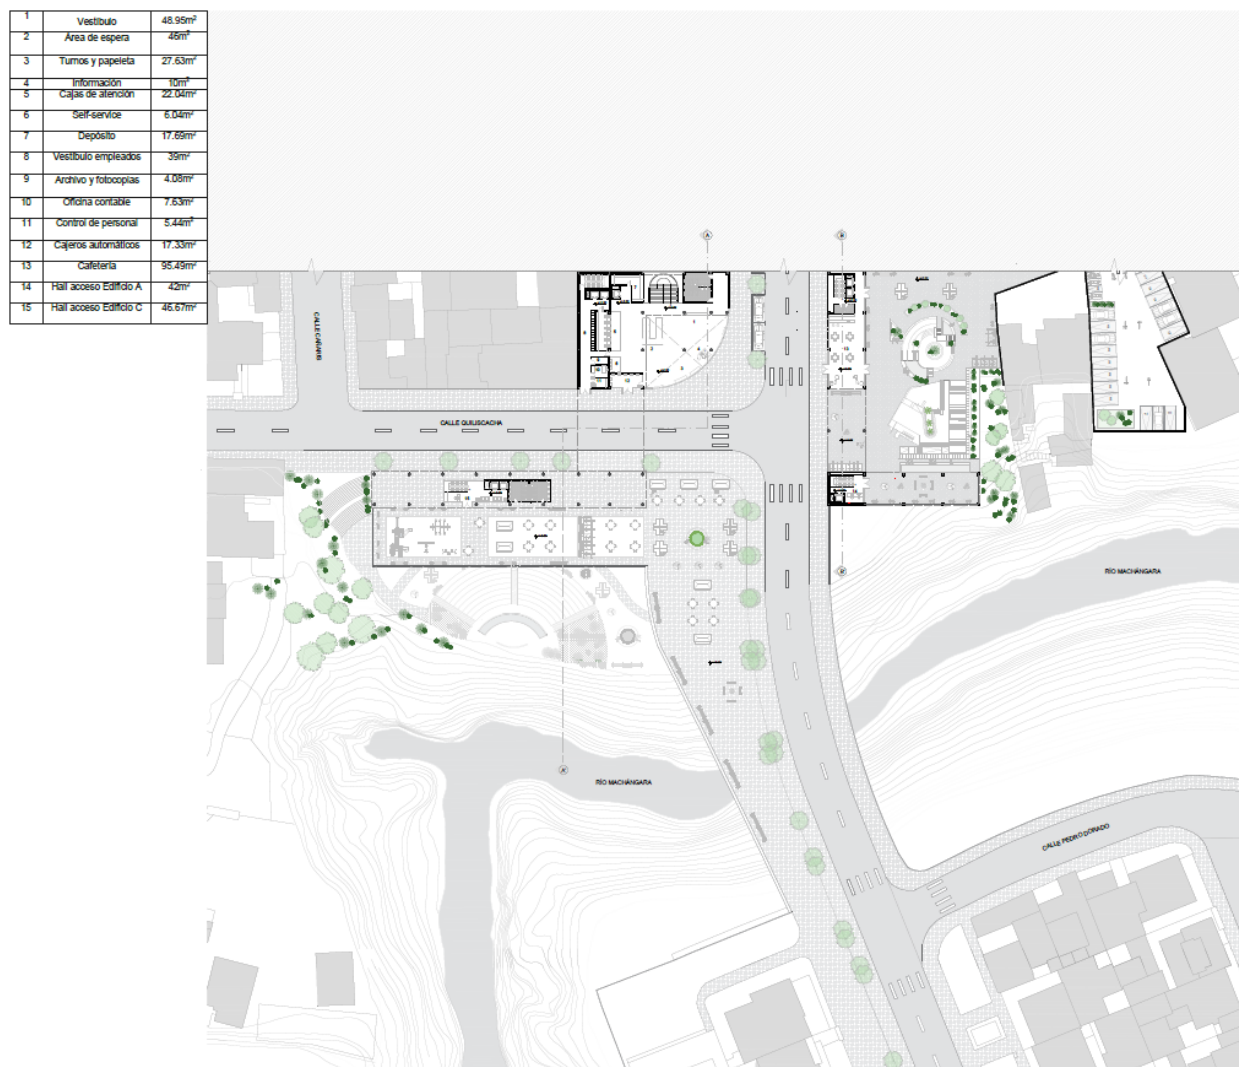 1 Vestíbulo 48.95m²
2 Área de espera 46m²
3 Turnos y papeleta 27.63m²
4 Información 10m²
5 Cajas de atención 22.04m²
6 Self-service 6.04m²
7 Depósito 17.69m²
8 Vestíbulo empleados 39m²
9 Archivo y fotocopias 4.08m²
10 Oficina contable 7.63m²
11 Control de personal 5.44m²
12 Cajeros automáticos 17.33m²
13 Cafetería 95.49m²
14 Hall acceso Edificio A 42m²
15 Hall acceso Edificio C 46.67m²
A
B
CALLE CAÑARIS
CALLE QUILISCACHA
RÍO MACHÁNGARA
B'
A'
RÍO MACHÁNGARA
CALLE PEDRO DORADO